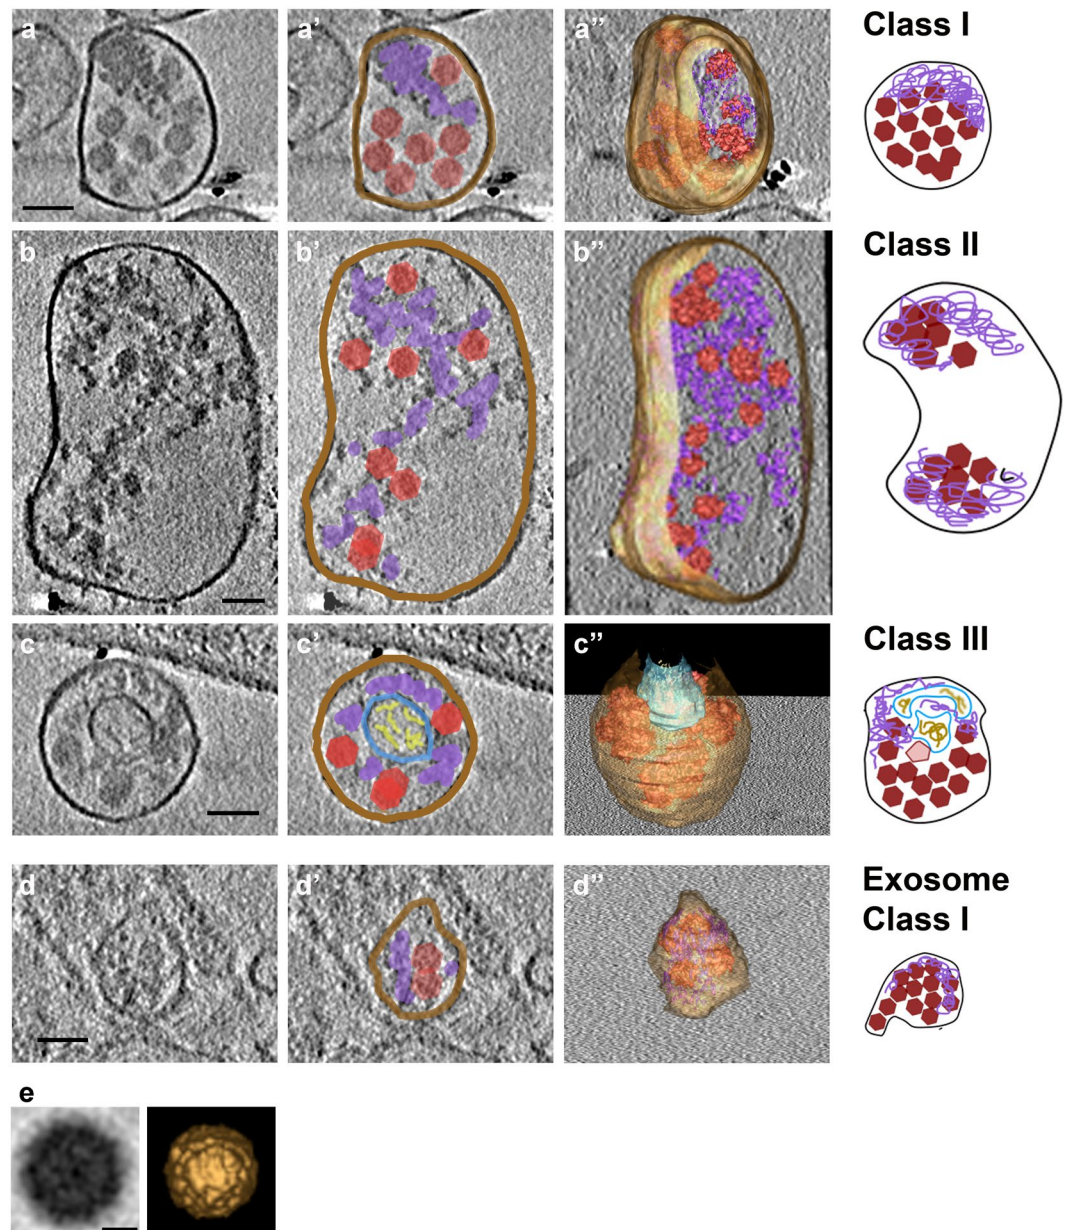 a a’ a” Class I
b b’ b” Class II
c c’ c” Class III
d d’ d” Exosome
Class I
e